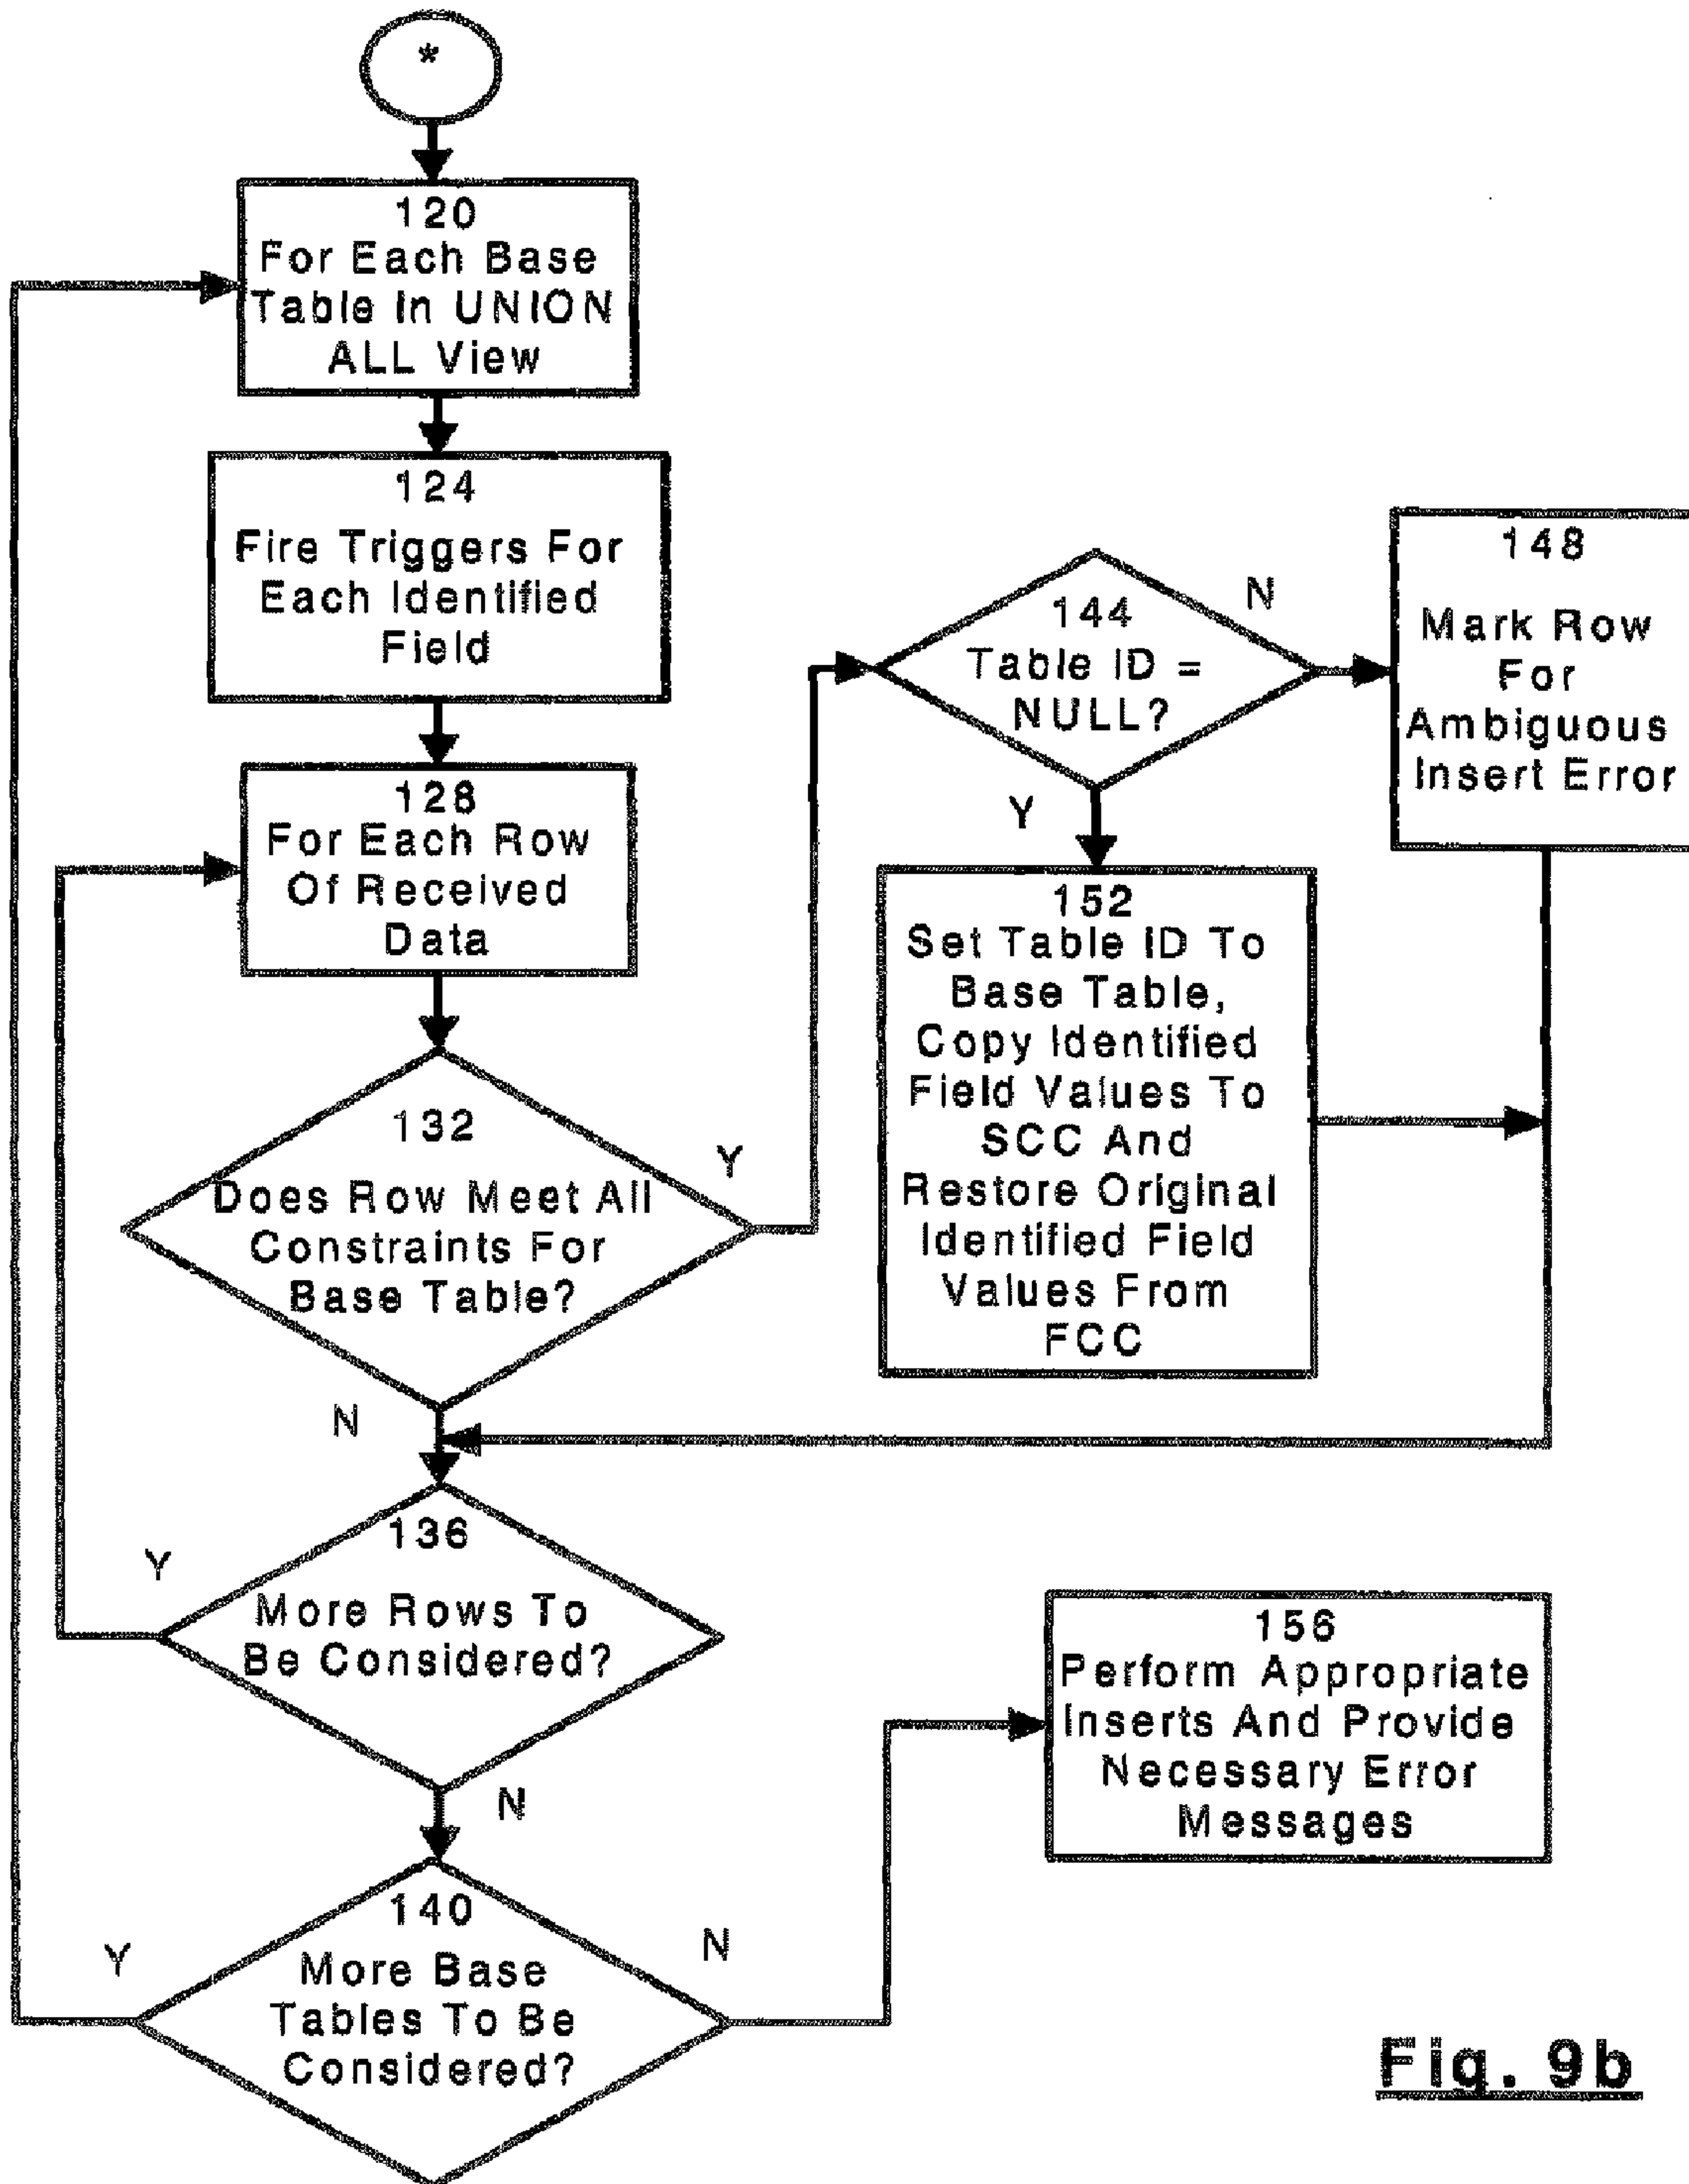 *
120
For Each Base
Table In UNION
ALL View
124
Fire Triggers For
Each Identified
Field
128
For Each Row
Of Received
Data
132
Does Row Meet All
Constraints For
Base Table?
Y
N
144
Table ID =
NULL?
N
Y
148
Mark Row
For
Ambiguous
Insert Error
152
Set Table ID To
Base Table,
Copy Identified
Field Values To
SCC And
Restore Original
Identified Field
Values From
FCC
136
More Rows To
Be Considered?
Y
N
140
More Base
Tables To Be
Considered?
Y
N
156
Perform Appropriate
Inserts And Provide
Necessary Error
Messages
Fig. 9b